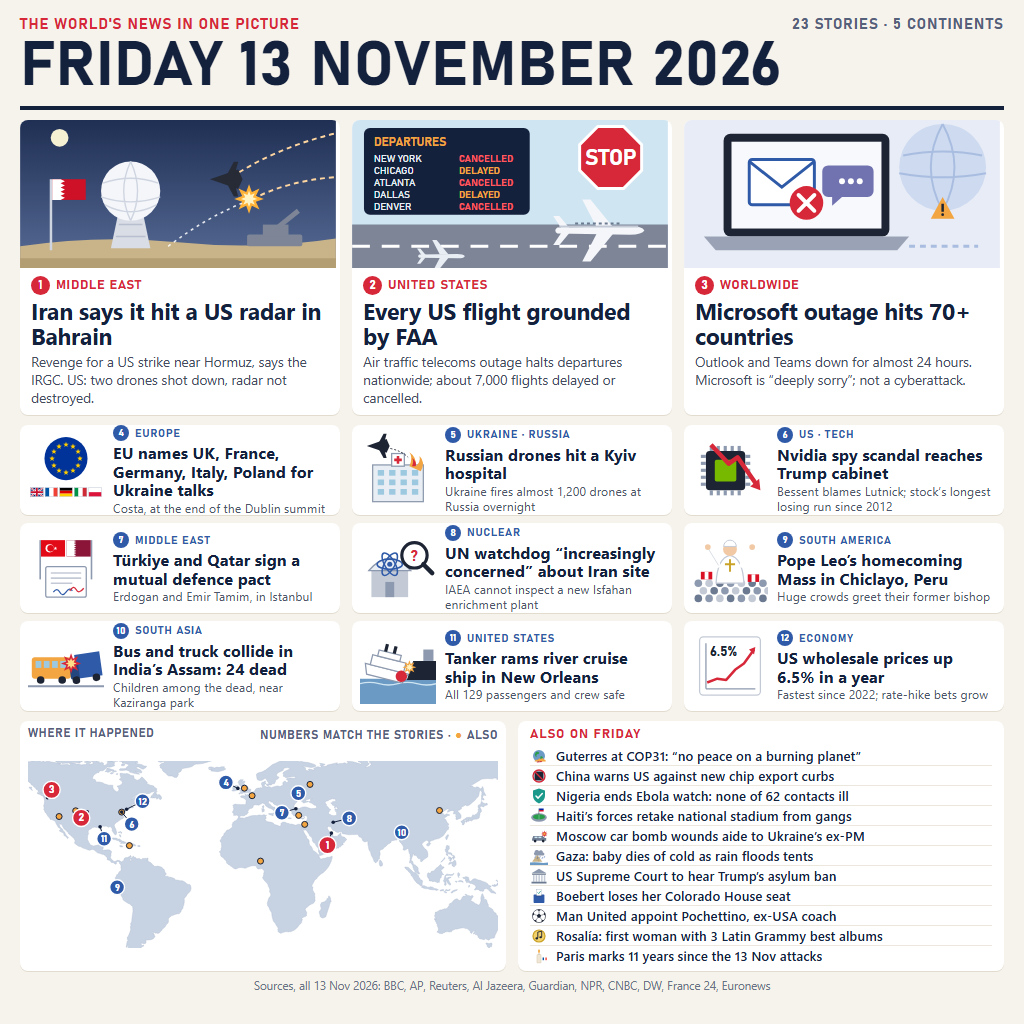 THE WORLD'S NEWS IN ONE PICTURE
23 STORIES · 5 CONTINENTS
FRIDAY 13 NOVEMBER 2026
DEPARTURES
NEW YORK CANCELLED
CHICAGO DELAYED
ATLANTA CANCELLED
DALLAS DELAYED
DENVER CANCELLED
STOP
1 MIDDLE EAST
Iran says it hit a US radar in
Bahrain
Revenge for a US strike near Hormuz, says the
IRGC. US: two drones shot down, radar not
destroyed.
2 UNITED STATES
Every US flight grounded
by FAA
Air traffic telecoms outage halts departures
nationwide; about 7,000 flights delayed or
cancelled.
3 WORLDWIDE
Microsoft outage hits 70+
countries
Outlook and Teams down for almost 24 hours.
Microsoft is “deeply sorry”; not a cyberattack.
4 EUROPE
EU names UK, France,
Germany, Italy, Poland for
Ukraine talks
Costa, at the end of the Dublin summit
5 UKRAINE · RUSSIA
Russian drones hit a Kyiv
hospital
Ukraine fires almost 1,200 drones at
Russia overnight
6 US · TECH
Nvidia spy scandal reaches
Trump cabinet
Bessent blames Lutnick; stock’s longest
losing run since 2012
7 MIDDLE EAST
Türkiye and Qatar sign a
mutual defence pact
Erdogan and Emir Tamim, in Istanbul
?
8 NUCLEAR
UN watchdog “increasingly
concerned” about Iran site
IAEA cannot inspect a new Isfahan
enrichment plant
9 SOUTH AMERICA
Pope Leo’s homecoming
Mass in Chiclayo, Peru
Huge crowds greet their former bishop
10 SOUTH ASIA
Bus and truck collide in
India’s Assam: 24 dead
Children among the dead, near
Kaziranga park
11 UNITED STATES
Tanker rams river cruise
ship in New Orleans
All 129 passengers and crew safe
6.5%
12 ECONOMY
US wholesale prices up
6.5% in a year
Fastest since 2022; rate-hike bets grow
WHERE IT HAPPENED
NUMBERS MATCH THE STORIES · ● ALSO
3
2
12
6
11
9
4
5
7
8
1
10
ALSO ON FRIDAY
Guterres at COP31: “no peace on a burning planet”
China warns US against new chip export curbs
Nigeria ends Ebola watch: none of 62 contacts ill
Haiti’s forces retake national stadium from gangs
Moscow car bomb wounds aide to Ukraine’s ex-PM
Gaza: baby dies of cold as rain floods tents
US Supreme Court to hear Trump’s asylum ban
Boebert loses her Colorado House seat
Man United appoint Pochettino, ex-USA coach
Rosalía: first woman with 3 Latin Grammy best albums
Paris marks 11 years since the 13 Nov attacks
Sources, all 13 Nov 2026: BBC, AP, Reuters, Al Jazeera, Guardian, NPR, CNBC, DW, France 24, Euronews